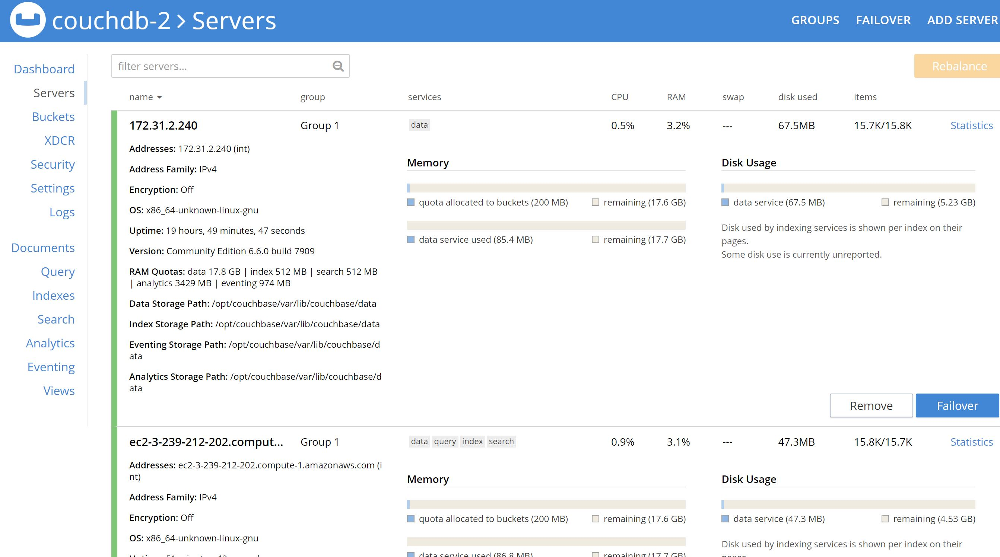 couchdb-2 > Servers
GROUPS FAILOVER ADD SERVER
Dashboard
Servers
Buckets
XDCR
Security
Settings
Logs
Documents
Query
Indexes
Search
Analytics
Eventing
Views
filter servers...
Rebalance
name group services CPU RAM swap disk used items
172.31.2.240 Group 1 data 0.5% 3.2% --- 67.5MB 15.7K/15.8K Statistics
Addresses: 172.31.2.240 (int)
Address Family: IPv4
Encryption: Off
OS: x86_64-unknown-linux-gnu
Uptime: 19 hours, 49 minutes, 47 seconds
Version: Community Edition 6.6.0 build 7909
RAM Quotas: data 17.8 GB | index 512 MB | search 512 MB
| analytics 3429 MB | eventing 974 MB
Data Storage Path: /opt/couchbase/var/lib/couchbase/data
Index Storage Path: /opt/couchbase/var/lib/couchbase/data
Eventing Storage Path: /opt/couchbase/var/lib/couchbase/d
ata
Analytics Storage Path: /opt/couchbase/var/lib/couchbase/d
ata
Memory
quota allocated to buckets (200 MB) remaining (17.6 GB)
data service used (85.4 MB) remaining (17.7 GB)
Disk Usage
data service (67.5 MB) remaining (5.23 GB)
Disk used by indexing services is shown per index on their
pages.
Some disk use is currently unreported.
Remove Failover
ec2-3-239-212-202.comput... Group 1 data query index search 0.9% 3.1% --- 47.3MB 15.8K/15.7K Statistics
Addresses: ec2-3-239-212-202.compute-1.amazonaws.com (i
nt)
Address Family: IPv4
Encryption: Off
OS: x86_64-unknown-linux-gnu
Memory
quota allocated to buckets (200 MB) remaining (17.6 GB)
data service used (86.8 MB) remaining (17.7 GB)
Disk Usage
data service (47.3 MB) remaining (4.53 GB)
Disk used by indexing services is shown per index on their